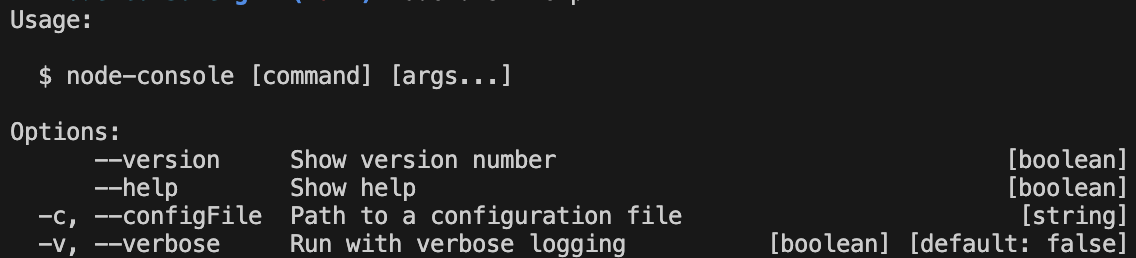 Usage:
$ node-console [command] [args...]
Options:
--version Show version number [boolean]
--help Show help [boolean]
-c, --configFile Path to a configuration file [string]
-v, --verbose Run with verbose logging [boolean] [default: false]